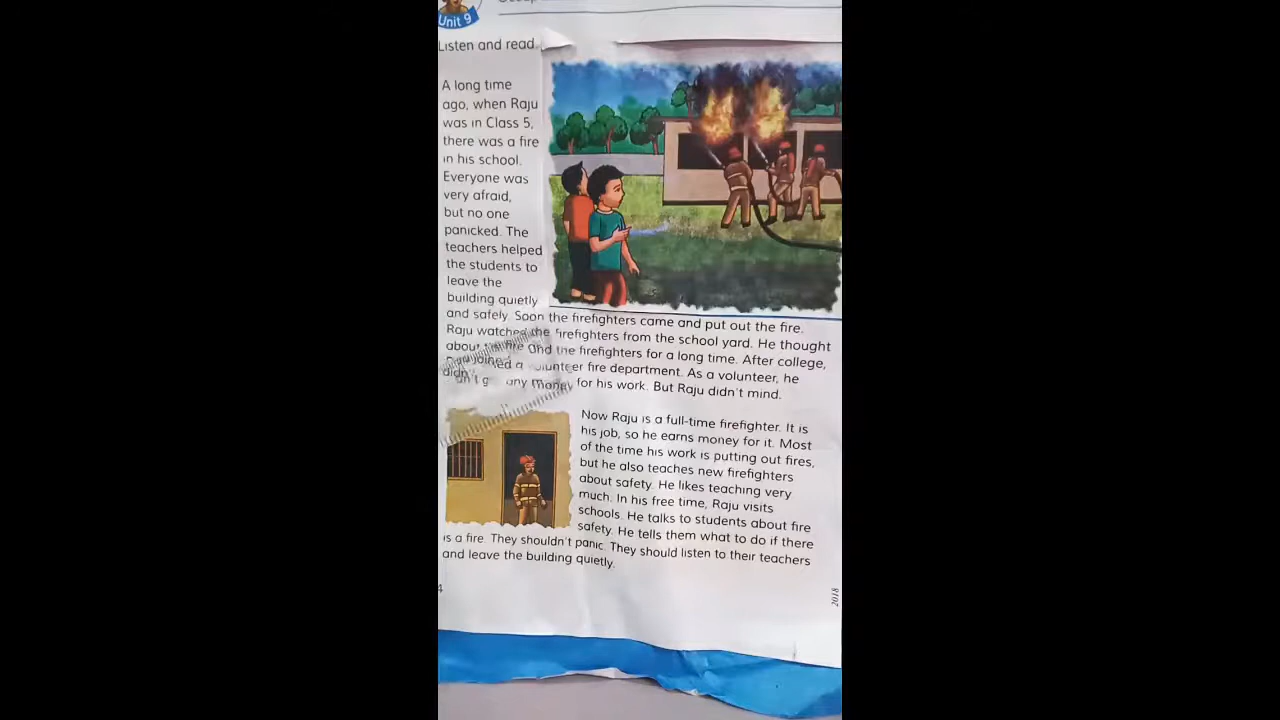 Unit 9
Listen and read.
A long time
ago, when Raju
was in Class 5,
there was a fire
in his school.
Everyone was
very afraid,
but no one
panicked. The
teachers helped
the students to
leave the
building quietly
and safely. Soon the firefighters came and put out the fire.
Raju watched the firefighters from the school yard. He thought
about the fire and the firefighters for a long time. After college,
joined a volunteer fire department. As a volunteer, he
didn't any money for his work. But Raju didn't mind.
Now Raju is a full-time firefighter. It is
his job, so he earns money for it. Most
of the time his work is putting out fires,
but he also teaches new firefighters
about safety. He likes teaching very
much. In his free time, Raju visits
schools. He talks to students about fire
safety. He tells them what to do if there
is a fire. They shouldn't panic. They should listen to their teachers
and leave the building quietly.
4
2018